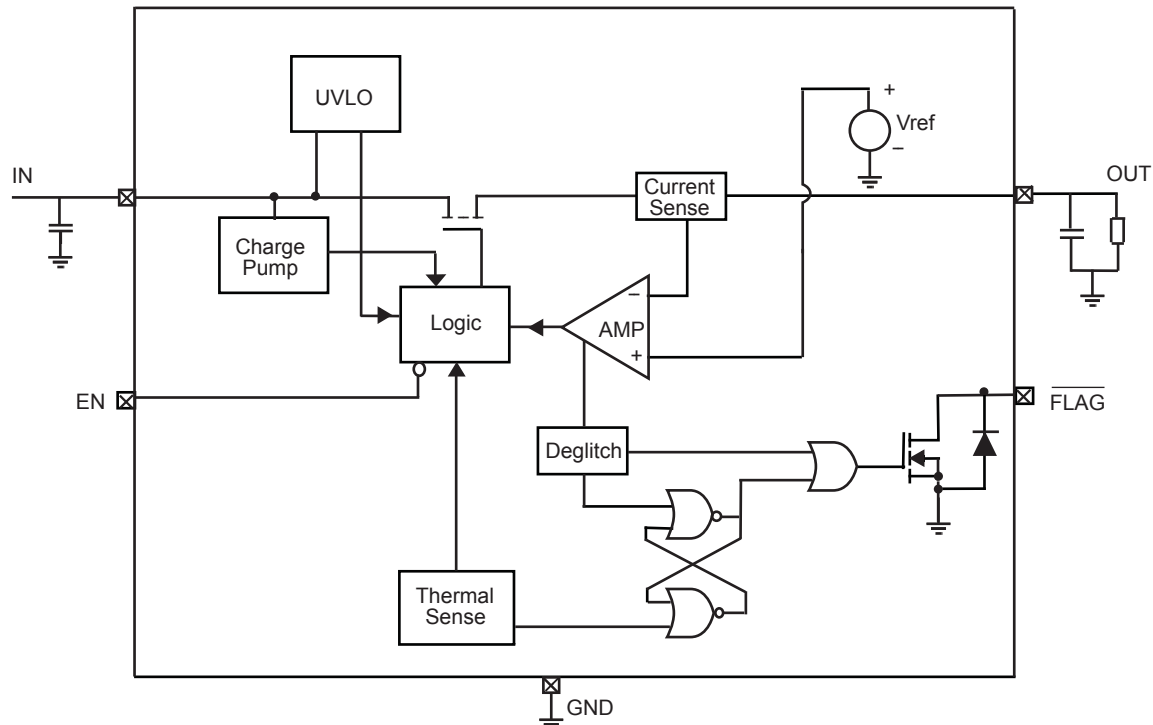 UVLO
+
Vref
–
IN
OUT
Current
Sense
Charge
Pump
–
Logic
AMP
+
EN
FLAG
Deglitch
Thermal
Sense
GND